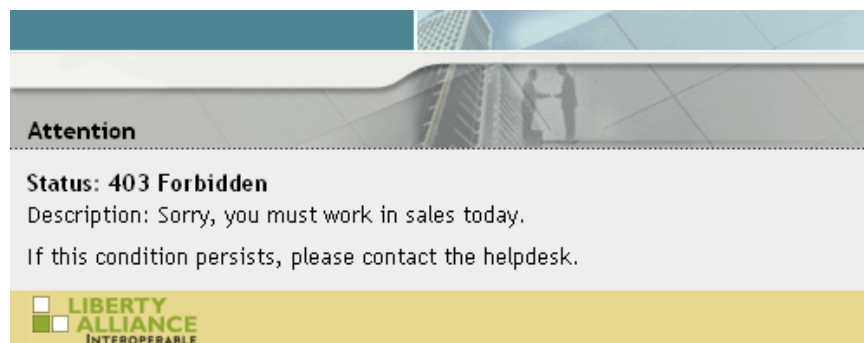 Attention
Status: 403 Forbidden
Description: Sorry, you must work in sales today.
If this condition persists, please contact the helpdesk.
LIBERTY
ALLIANCE
INTEROPERABLE